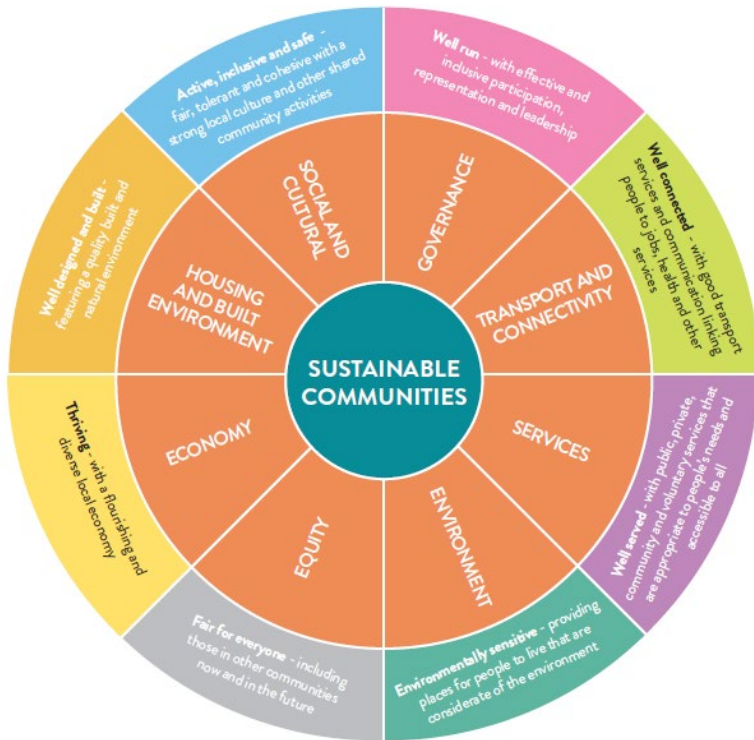 SUSTAINABLE
COMMUNITIES
GOVERNANCE
Well run - with effective and
inclusive participation,
representation and leadership
TRANSPORT AND
CONNECTIVITY
Well connected - with good transport
services and communication linking
people to jobs, health and other
services
SERVICES
Well served - with public, private,
community and voluntary services that
are appropriate to people's needs and
accessible to all
ENVIRONMENT
Environmentally sensitive - providing
places for people to live that are
considerate of the environment
EQUITY
Fair for everyone - including
those in other communities
now and in the future
ECONOMY
Thriving - with a flourishing and
diverse local economy
HOUSING
AND BUILT
ENVIRONMENT
Well designed and built -
featuring a quality built and
natural environment
SOCIAL AND
CULTURAL
Active, inclusive and safe -
fair, tolerant and cohesive with a
strong local culture and other shared
community activities